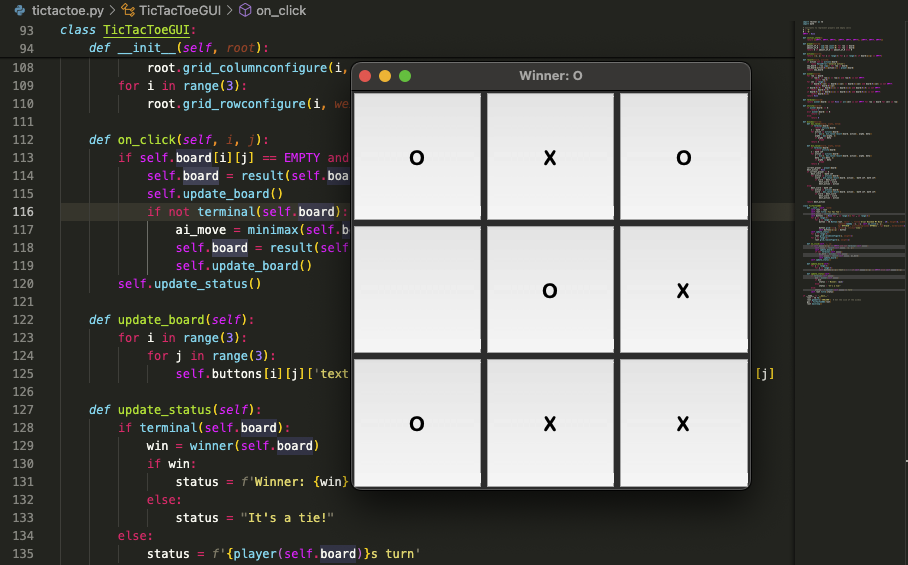 tictactoe.py > TicTacToeGUI > on_click
93 class TicTacToeGUI:
94 def __init__(self, root):
108 root.grid_columnconfigure(i,
109 for i in range(3):
110 root.grid_rowconfigure(i, we
111
112 def on_click(self, i, j):
113 if self.board[i][j] == EMPTY and
114 self.board = result(self.boa
115 self.update_board()
116 if not terminal(self.board):
117 ai_move = minimax(self.b
118 self.board = result(self
119 self.update_board()
120 self.update_status()
121
122 def update_board(self):
123 for i in range(3):
124 for j in range(3):
125 self.buttons[i][j]['text [j]
126
127 def update_status(self):
128 if terminal(self.board):
129 win = winner(self.board)
130 if win:
131 status = f'Winner: {win}
132 else:
133 status = "It's a tie!"
134 else:
135 status = f'{player(self.board)}s turn'
Winner: O
O X O
O X
O X X